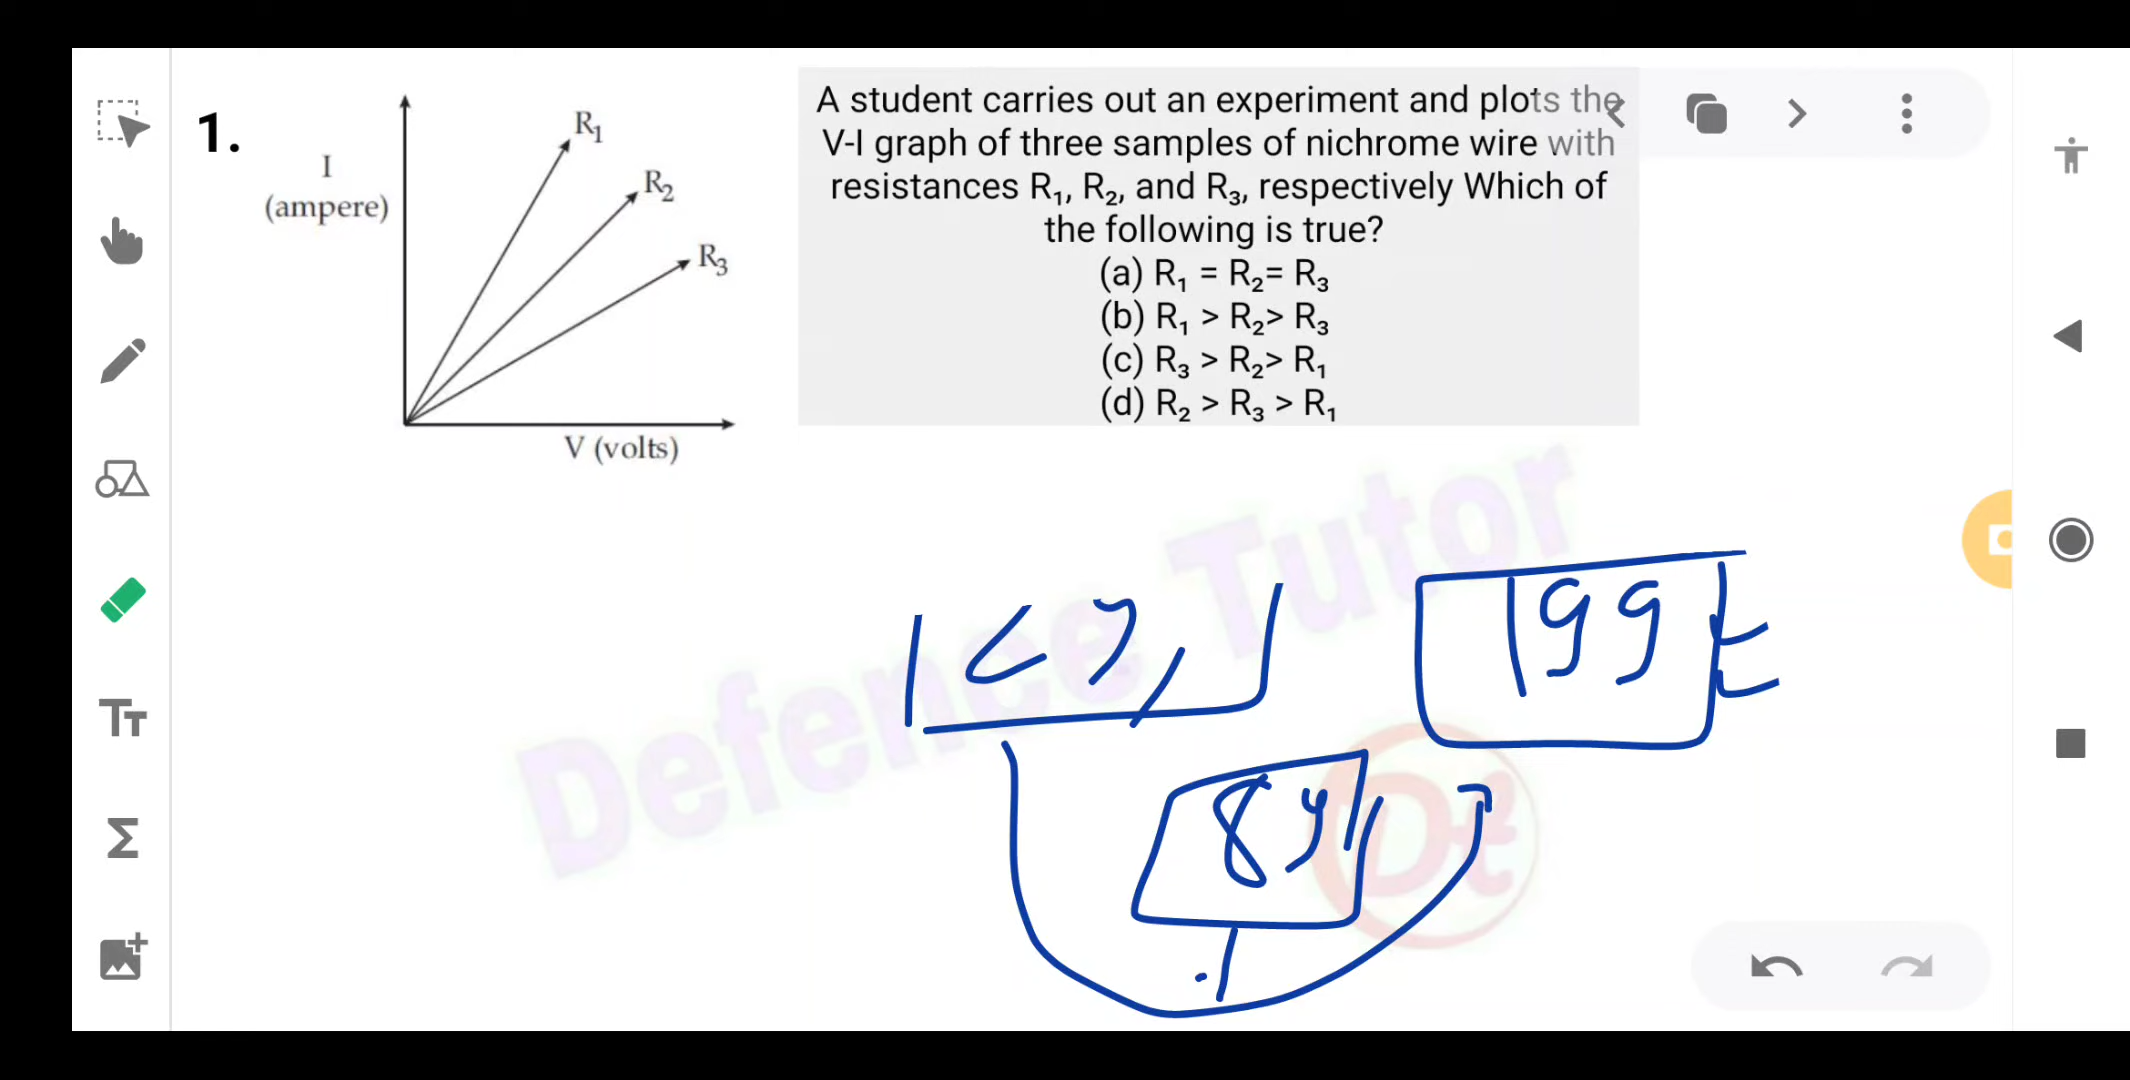 1.
I
(ampere)
R₁
R₂
R₃
V (volts)
A student carries out an experiment and plots the
V-I graph of three samples of nichrome wire with
resistances R₁, R₂, and R₃, respectively Which of
the following is true?
(a) R₁ = R₂= R₃
(b) R₁ > R₂> R₃
(c) R₃ > R₂> R₁
(d) R₂ > R₃ > R₁
Defence Tutor
199
Dt
TT
Σ